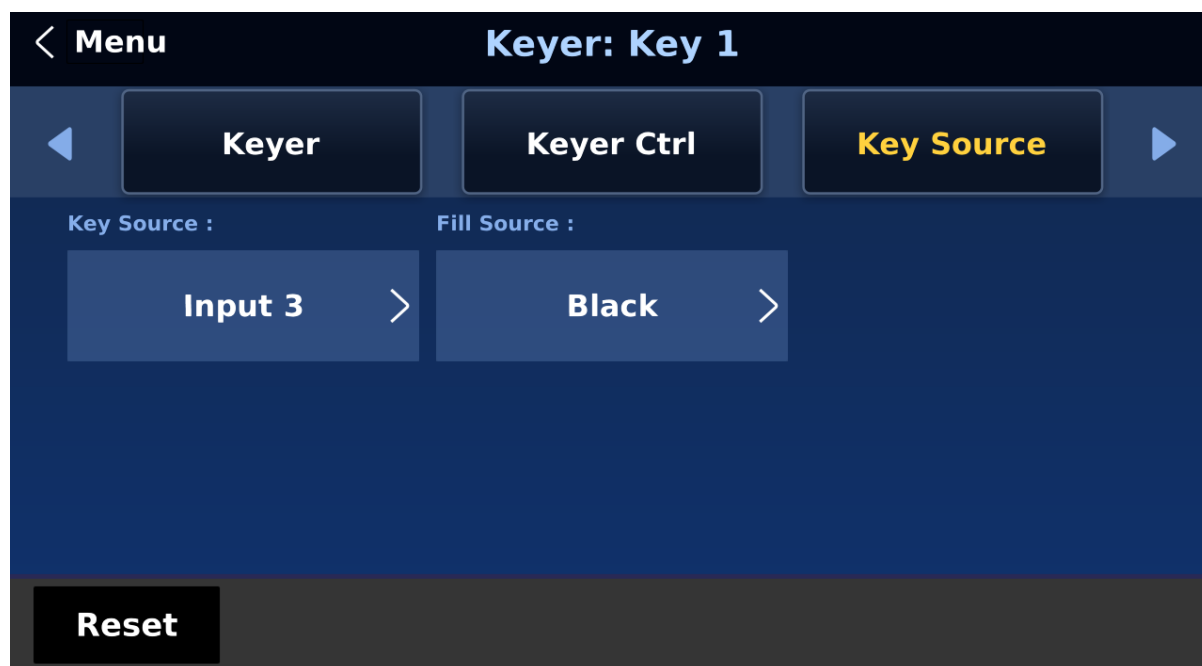 Menu
Keyer: Key 1
Keyer
Keyer Ctrl
Key Source
Key Source :
Fill Source :
Input 3
Black
Reset